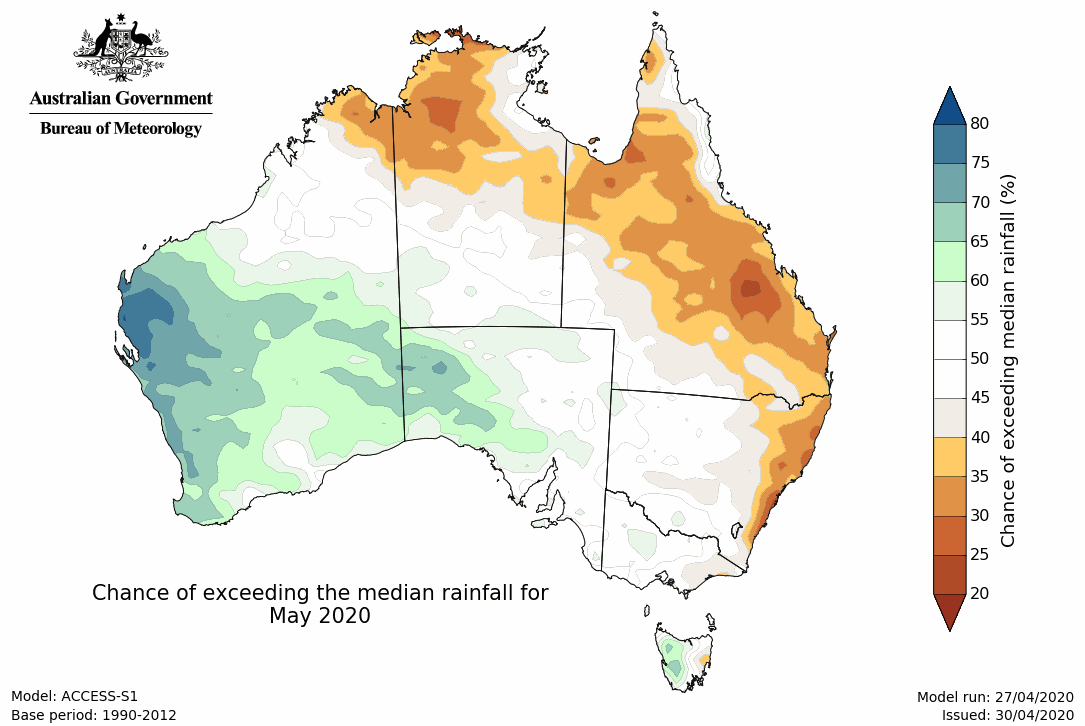 Australian Government
Bureau of Meteorology
80
75
70
65
60
55
50
45
40
35
30
25
20
Chance of exceeding median rainfall (%)
Chance of exceeding the median rainfall for
May 2020
Model: ACCESS-S1
Base period: 1990-2012
Model run: 27/04/2020
Issued: 30/04/2020